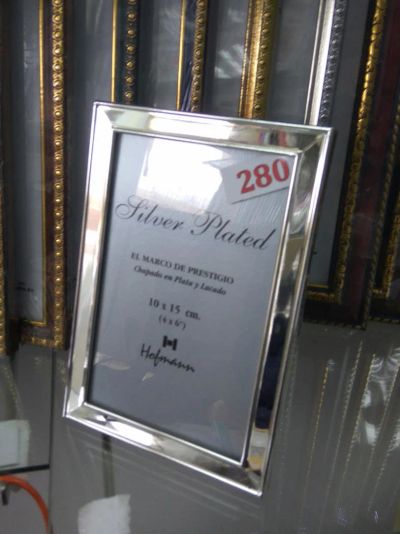 280
Silver Plated
EL MARCO DE PRESTIGIO
Chapado en Plata y Lacado
10 x 15 cm.
(4 x 6")
Hofmann